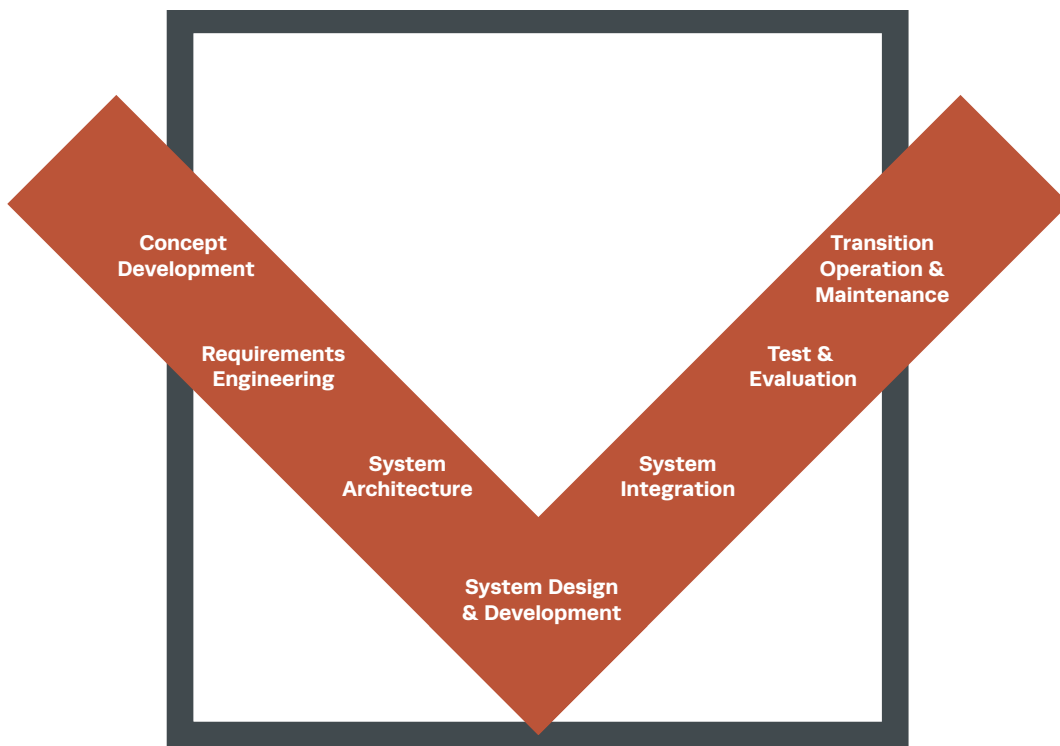 Concept
Development
Requirements
Engineering
System
Architecture
System Design
& Development
System
Integration
Test &
Evaluation
Transition
Operation &
Maintenance